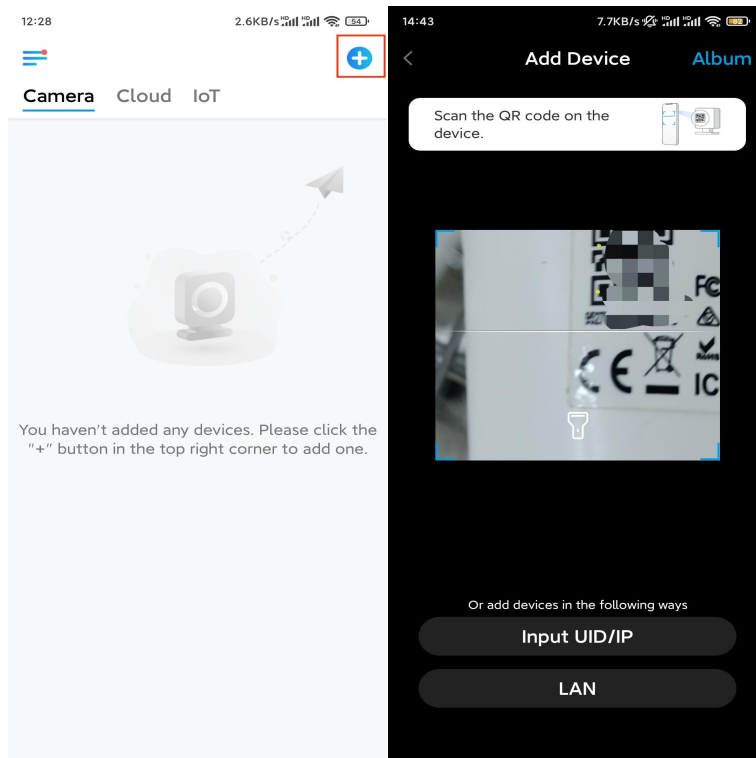 12:28
2.6KB/s
54
Camera Cloud IoT
You haven't added any devices. Please click the
"+" button in the top right corner to add one.
14:43
7.7KB/s
82
Add Device
Album
Scan the QR code on the
device.
FC
CE
IC
Or add devices in the following ways
Input UID/IP
LAN